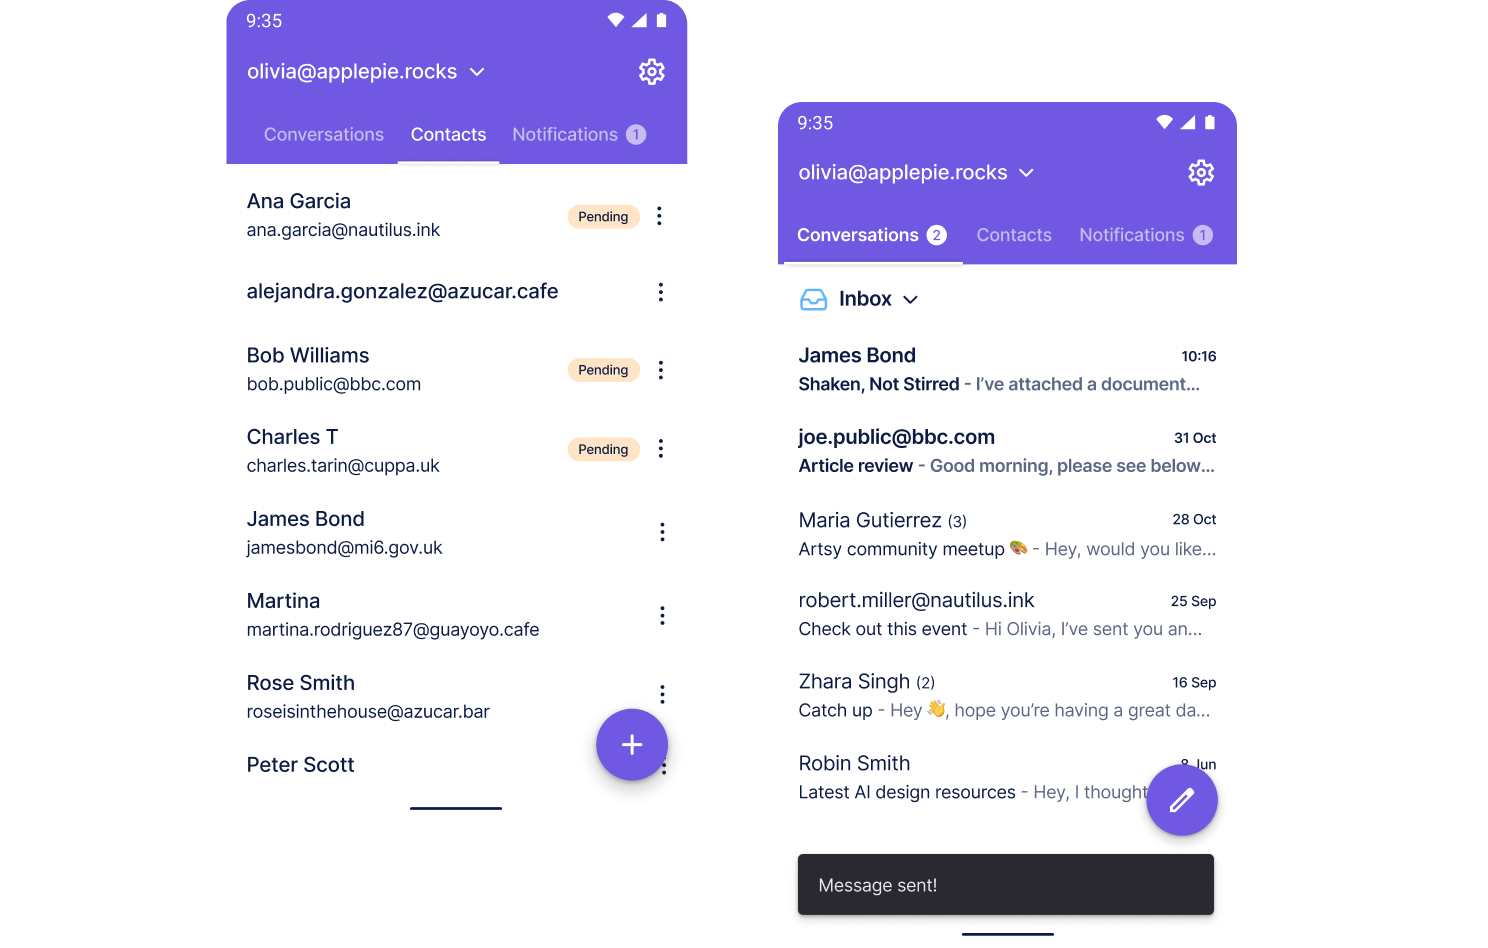 9:35
olivia@applepie.rocks
Conversations Contacts Notifications 1
Ana Garcia
ana.garcia@nautilus.ink
Pending
alejandra.gonzalez@azucar.cafe
Bob Williams
bob.public@bbc.com
Pending
Charles T
charles.tarin@cuppa.uk
Pending
James Bond
jamesbond@mi6.gov.uk
Martina
martina.rodriguez87@guayoyo.cafe
Rose Smith
roseisinthehouse@azucar.bar
Peter Scott
9:35
olivia@applepie.rocks
Conversations 2 Contacts Notifications 1
Inbox
James Bond 10:16
Shaken, Not Stirred - I’ve attached a document...
joe.public@bbc.com 31 Oct
Article review - Good morning, please see below...
Maria Gutierrez (3) 28 Oct
Artsy community meetup 🎨 - Hey, would you like...
robert.miller@nautilus.ink 25 Sep
Check out this event - Hi Olivia, I’ve sent you an...
Zhara Singh (2) 16 Sep
Catch up - Hey 👋, hope you’re having a great da...
Robin Smith 8 Jun
Latest AI design resources - Hey, I thought
Message sent!